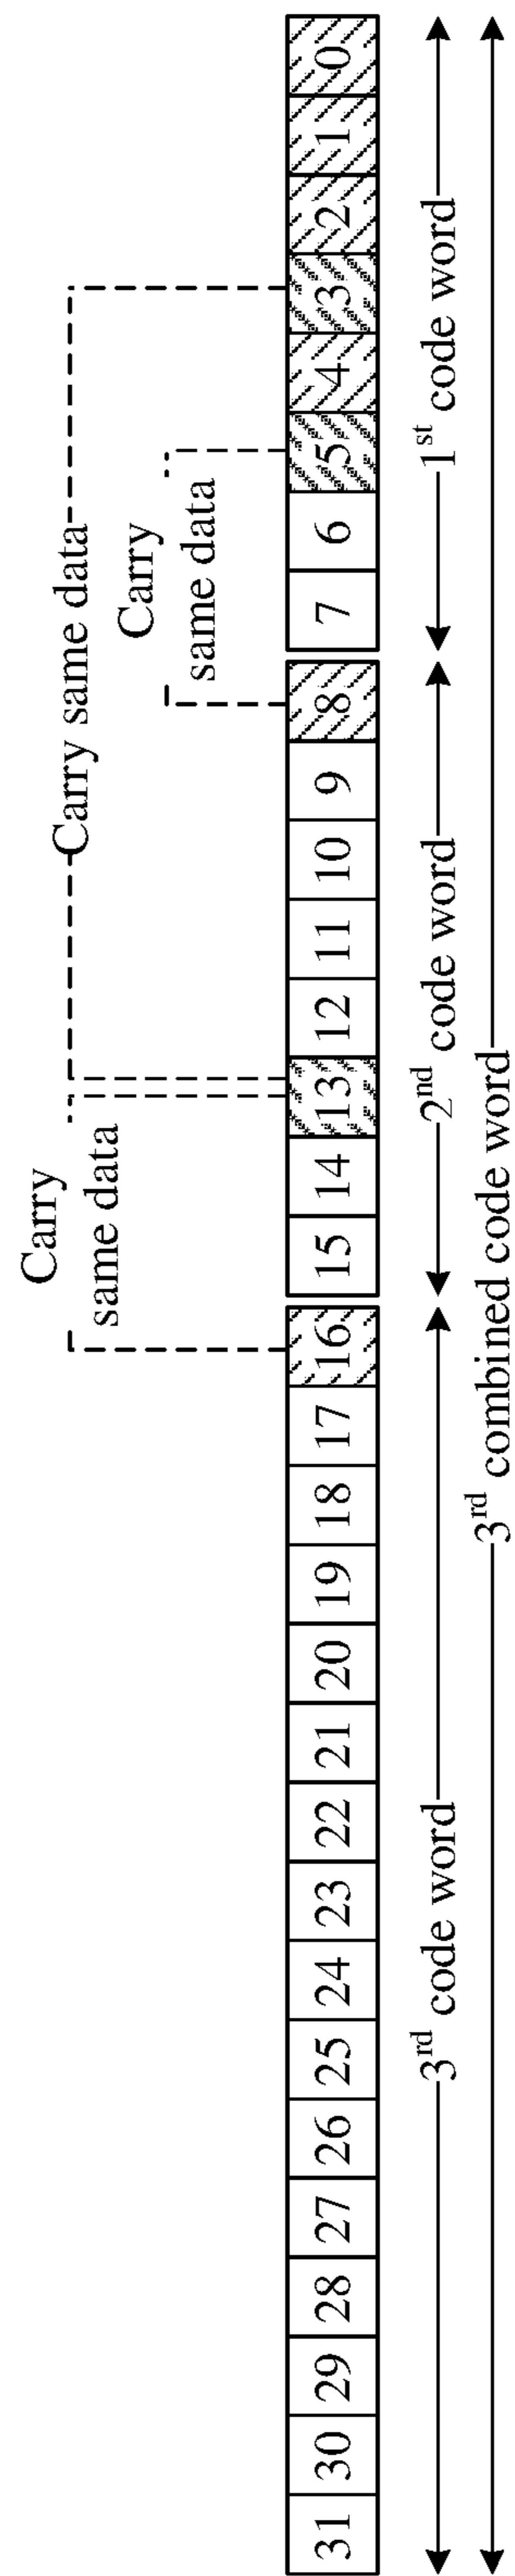 Carry
same data
Carry same data
Carry
same data
31 30 29 28 27 26 25 24 23 22 21 20 19 18 17 16 15 14 13 12 11 10 9 8 7 6 5 4 3 2 1 0
3rd code word
2nd code word
1st code word
3rd combined code word